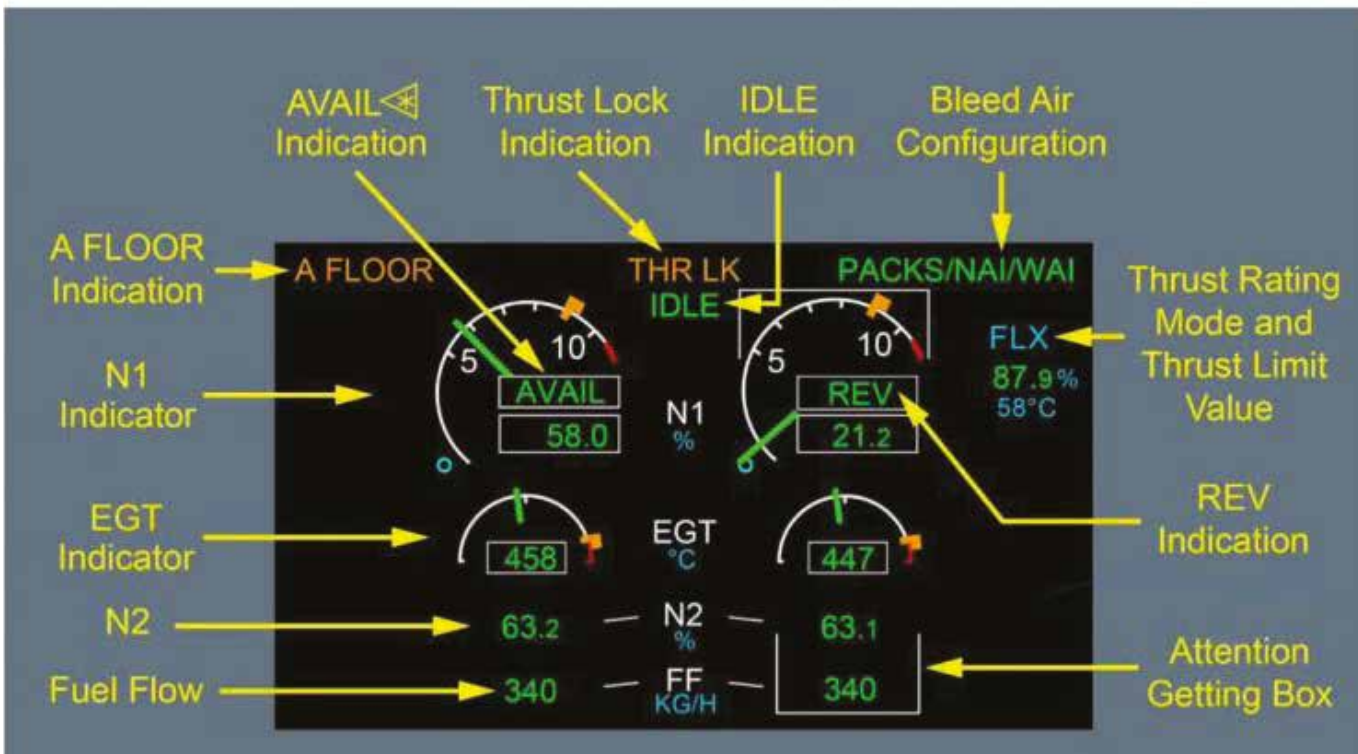 AVAIL
Indication
Thrust Lock
Indication
IDLE
Indication
Bleed Air
Configuration
A FLOOR
Indication
A FLOOR
THR LK
PACKS/NAI/WAI
IDLE
Thrust Rating
Mode and
Thrust Limit
Value
N1
Indicator
5
10
AVAIL
58.0
N1
%
5
10
REV
21.2
FLX
87.9%
58°C
EGT
Indicator
458
EGT
°C
447
REV
Indication
N2
63.2
N2
%
63.1
Fuel Flow
340
FF
KG/H
340
Attention
Getting Box